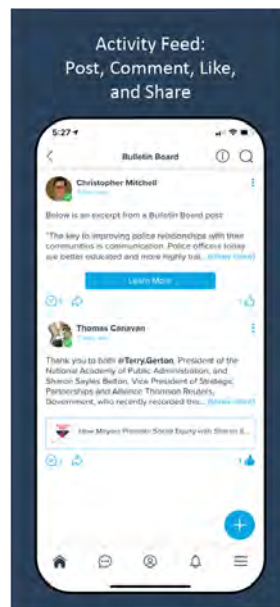 Activity Feed:
Post, Comment, Like,
and Share
5:27
Bulletin Board
Christopher Mitchell
Below is an excerpt from a Bulletin Board post
"The key to improving police relationships with their
communities is communication. Police officers today
are better educated and more highly trai... (show more)
Learn More
Thomas Canavan
Thank you to both @Terry.Gerton, President of the
National Academy of Public Administration, and
Sharon Sayles Belton, Vice President of Strategic
Partnerships and Alliance Thomson Reuters,
Government, who recently recorded this... (show more)
How Mayors Promote Social Equity with Sharon S...